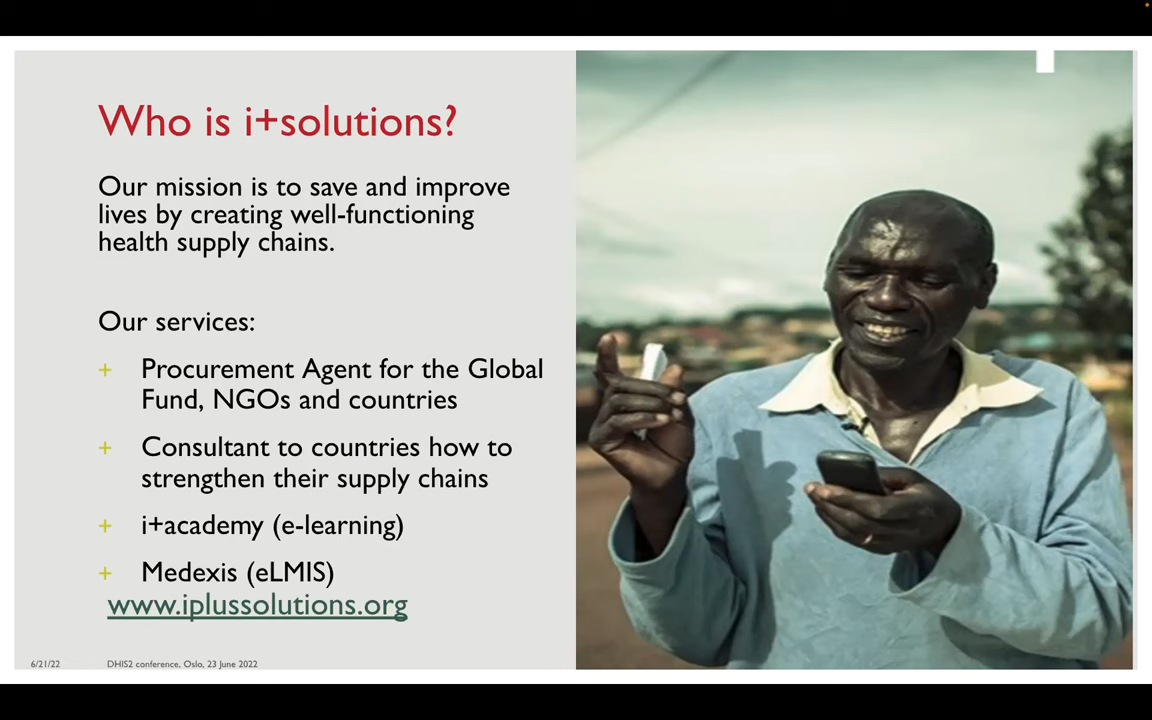 Who is i+solutions?
Our mission is to save and improve
lives by creating well-functioning
health supply chains.
Our services:
+ Procurement Agent for the Global
Fund, NGOs and countries
+ Consultant to countries how to
strengthen their supply chains
+ i+academy (e-learning)
+ Medexis (eLMIS)
www.iplussolutions.org
6/21/22 DHIS2 conference, Oslo, 23 June 2022